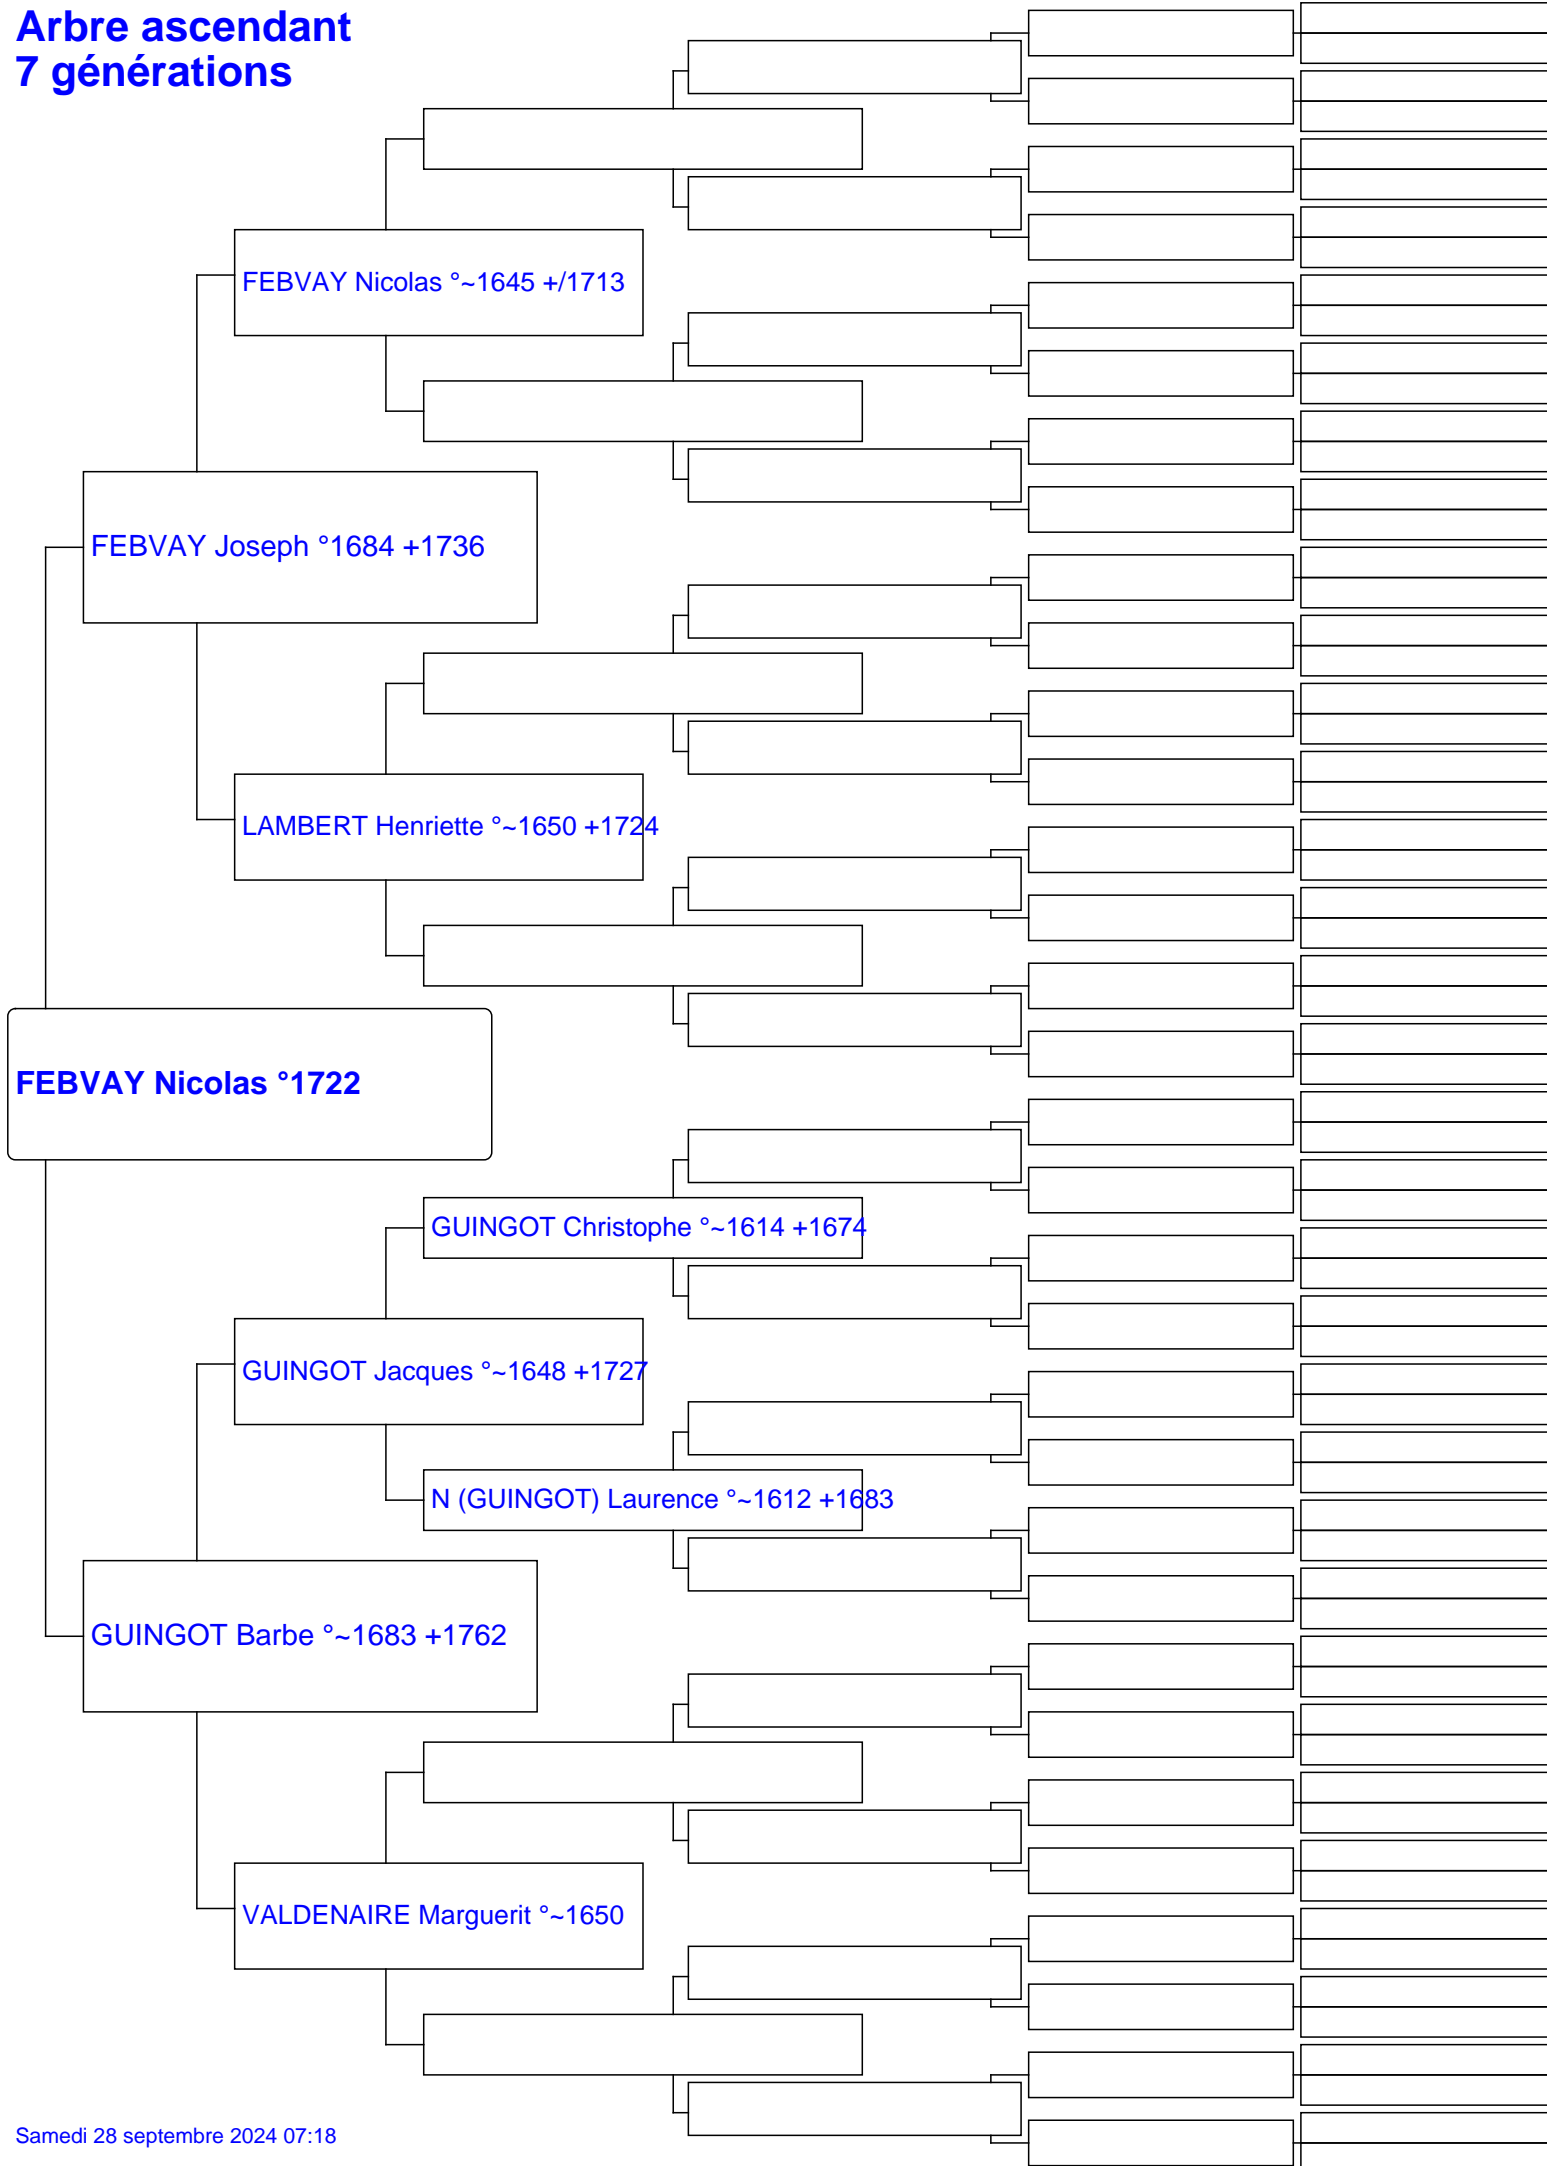 Arbre ascendant
7 générations
FEBVAY Nicolas °~1645 +/1713
FEBVAY Joseph °1684 +1736
LAMBERT Henriette °~1650 +1724
FEBVAY Nicolas °1722
GUINGOT Christophe °~1614 +1674
GUINGOT Jacques °~1648 +1727
N (GUINGOT) Laurence °~1612 +1683
GUINGOT Barbe °~1683 +1762
VALDENAIRE Marguerit °~1650
Samedi 28 septembre 2024 07:18